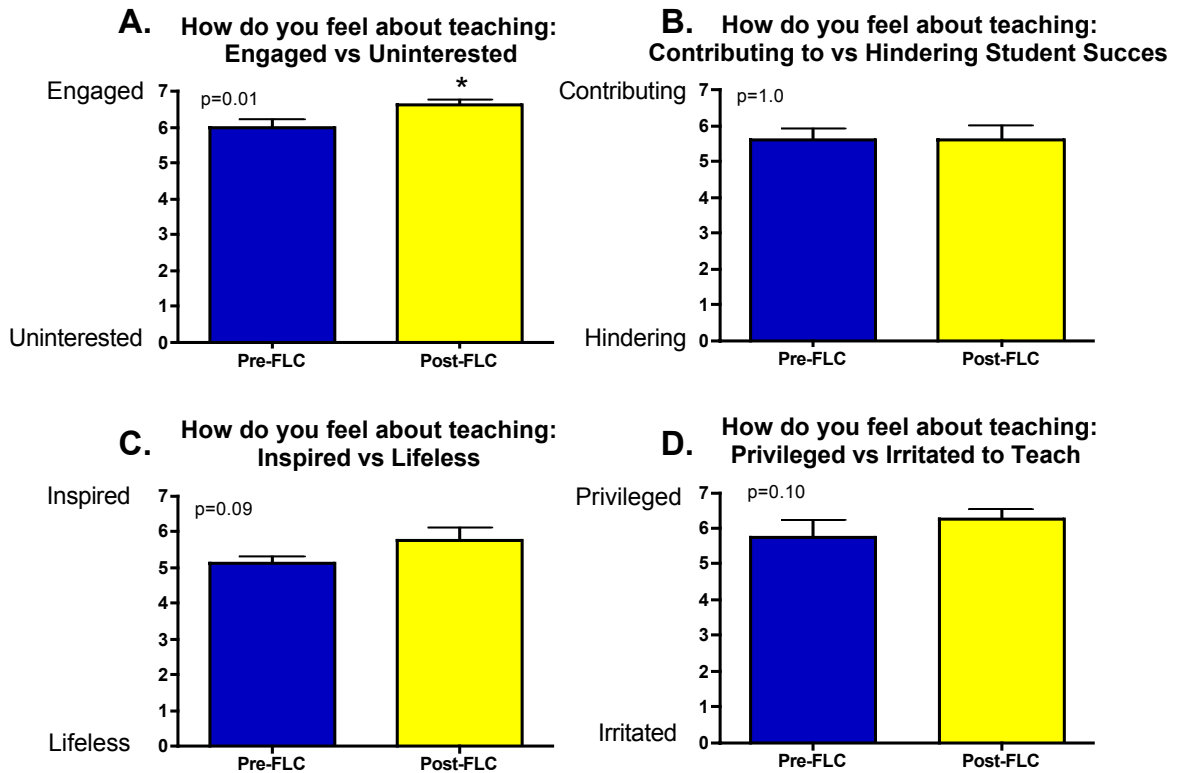 A.
How do you feel about teaching:
Engaged vs Uninterested
Engaged
Uninterested
7
6
5
4
3
2
1
0
p=0.01
*
Pre-FLC
Post-FLC
B.
How do you feel about teaching:
Contributing to vs Hindering Student Succes
Contributing
Hindering
7
6
5
4
3
2
1
0
p=1.0
Pre-FLC
Post-FLC
C.
How do you feel about teaching:
Inspired vs Lifeless
Inspired
Lifeless
7
6
5
4
3
2
1
0
p=0.09
Pre-FLC
Post-FLC
D.
How do you feel about teaching:
Privileged vs Irritated to Teach
Privileged
Irritated
7
6
5
4
3
2
1
0
p=0.10
Pre-FLC
Post-FLC